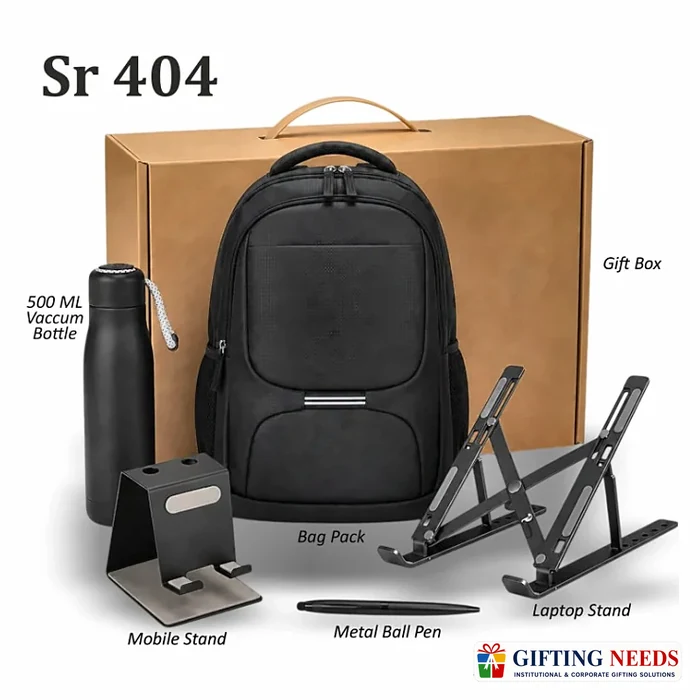 Sr 404
Gift Box
500 ML
Vaccum
Bottle
Bag Pack
Laptop Stand
Metal Ball Pen
Mobile Stand
GIFTING NEEDS
INSTITUTIONAL & CORPORATE GIFTING SOLUTIONS